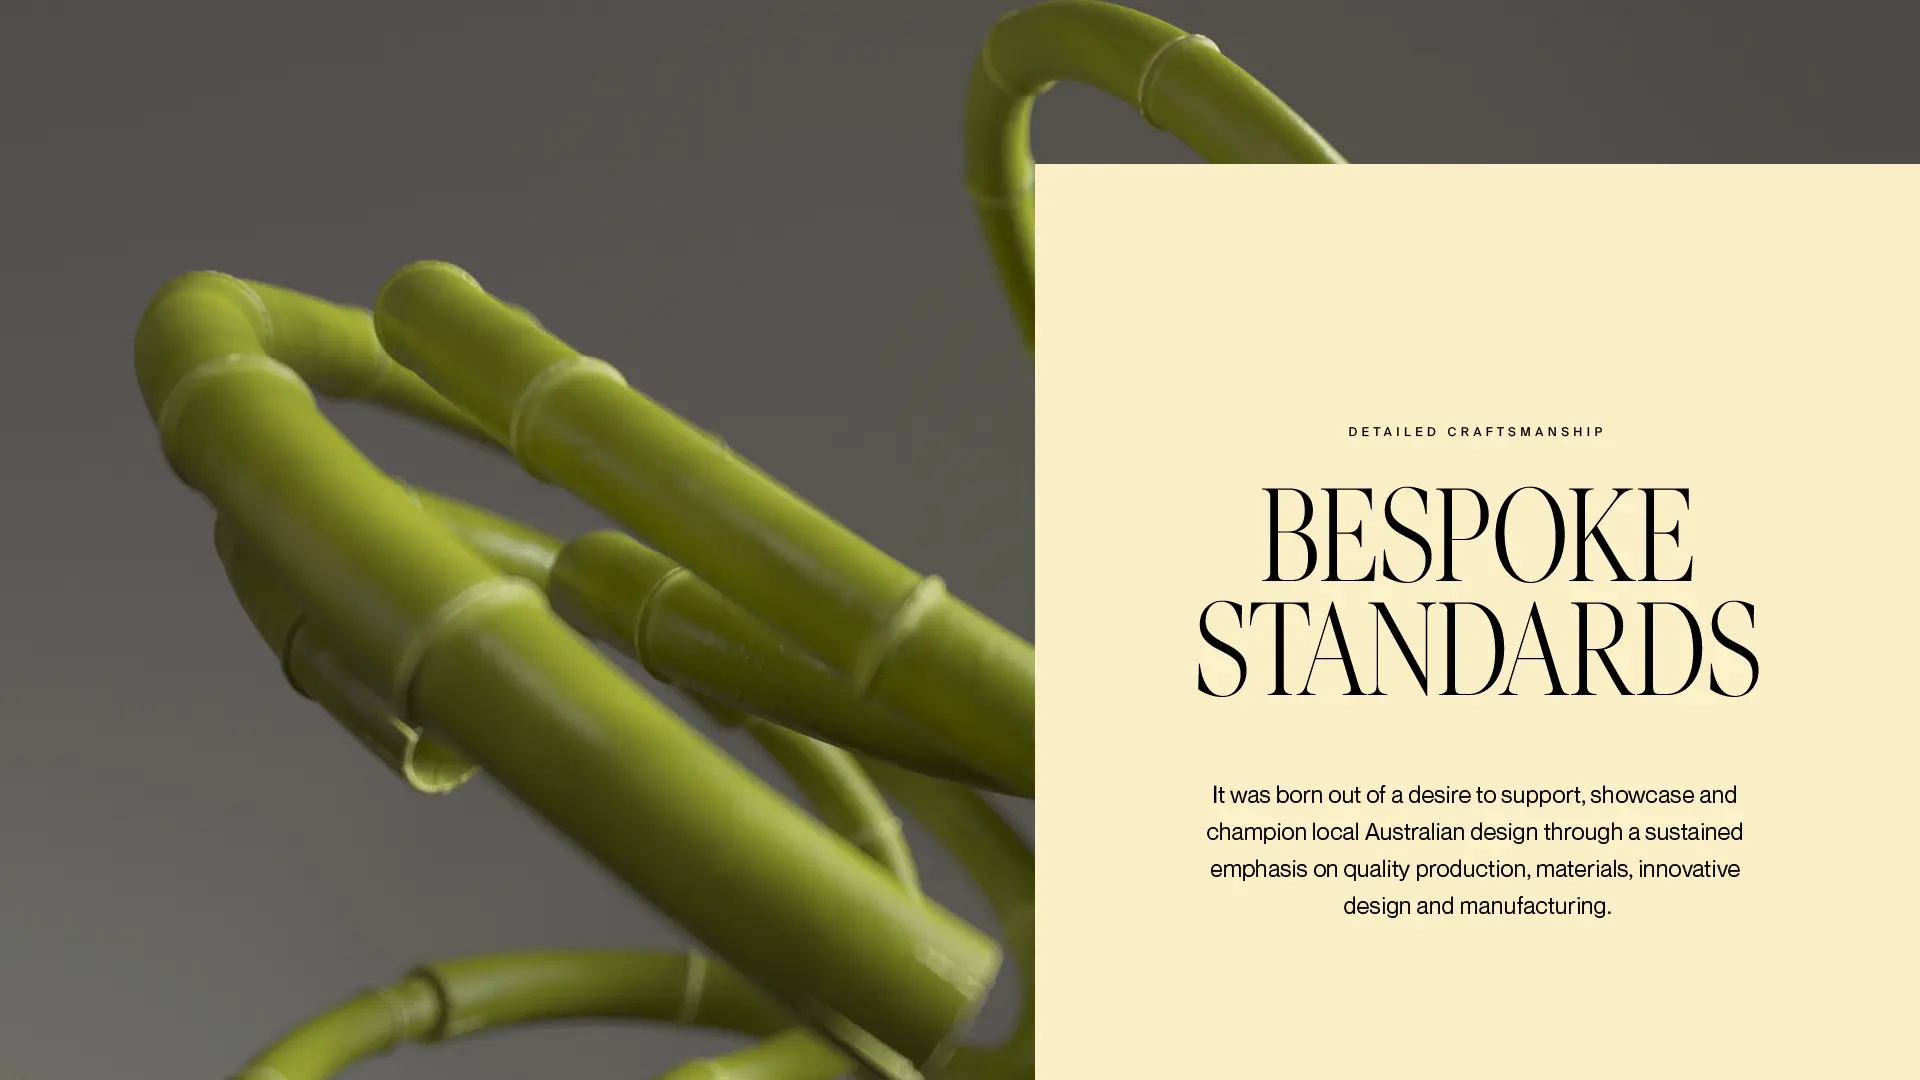 DETAILED CRAFTSMANSHIP
BESPOKE
STANDARDS
It was born out of a desire to support, showcase and
champion local Australian design through a sustained
emphasis on quality production, materials, innovative
design and manufacturing.